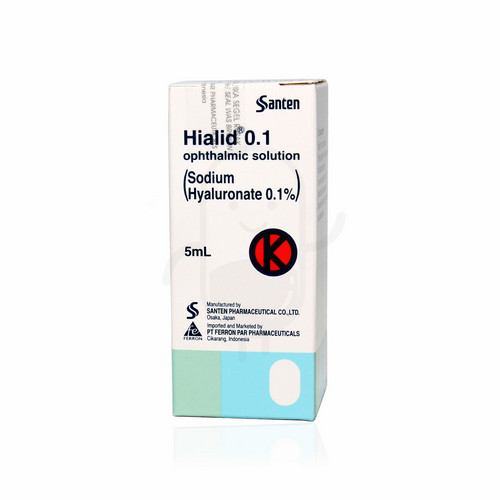 Santen
Hialid® 0.1
ophthalmic solution
(Sodium
Hyaluronate 0.1%)
5mL
K
Manufactured by
SANTEN PHARMACEUTICAL CO.,LTD.
Osaka, Japan
Imported and Marketed by
PT FERRON PAR PHARMACEUTICALS
Cikarang, Indonesia
FERRON